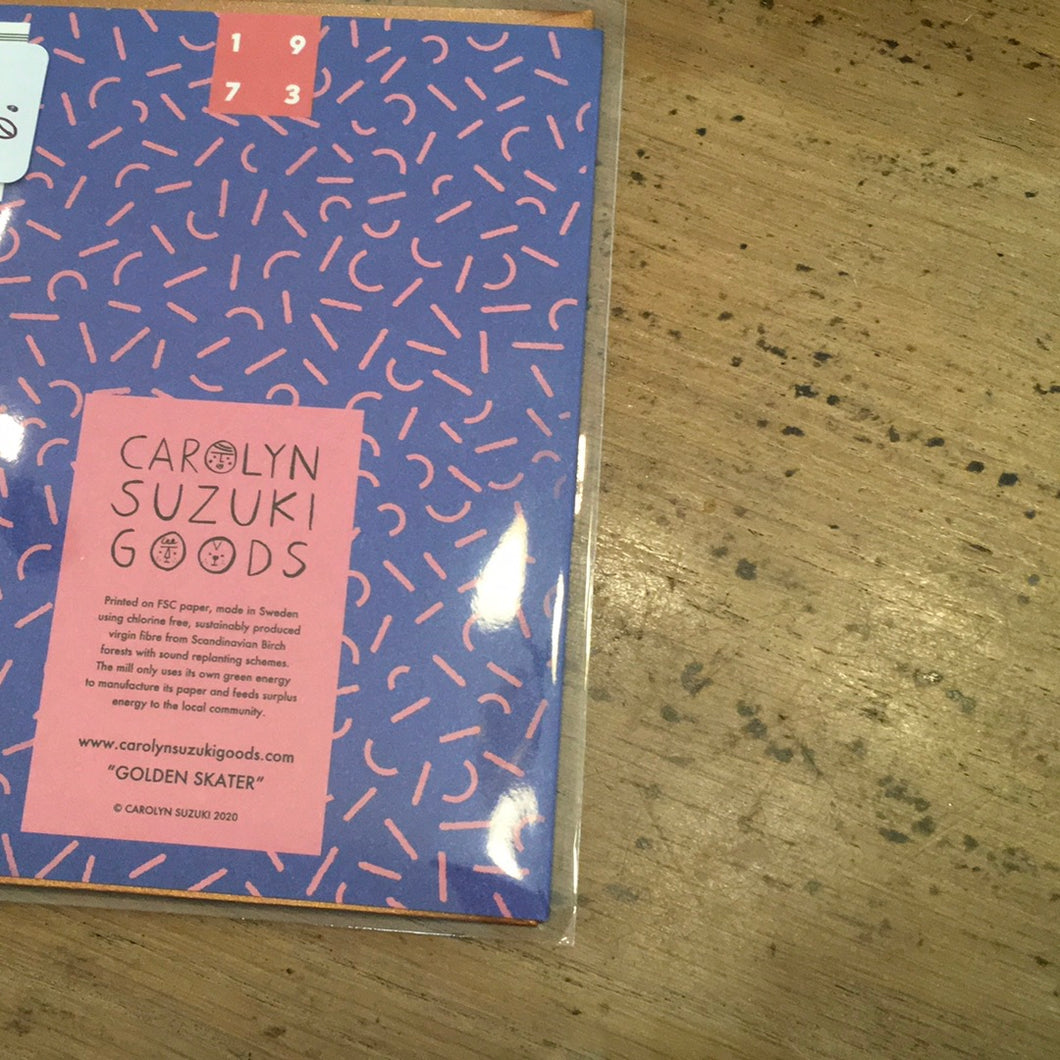 1 9
7 3
CAROLYN
SUZUKI
GOODS
Printed on FSC paper, made in Sweden
using chlorine free, sustainably produced
virgin fibre from Scandinavian Birch
forests with sound replanting schemes.
The mill only uses its own green energy
to manufacture its paper and feeds surplus
energy to the local community.
www.carolynsuzukigoods.com
"GOLDEN SKATER"
© CAROLYN SUZUKI 2020